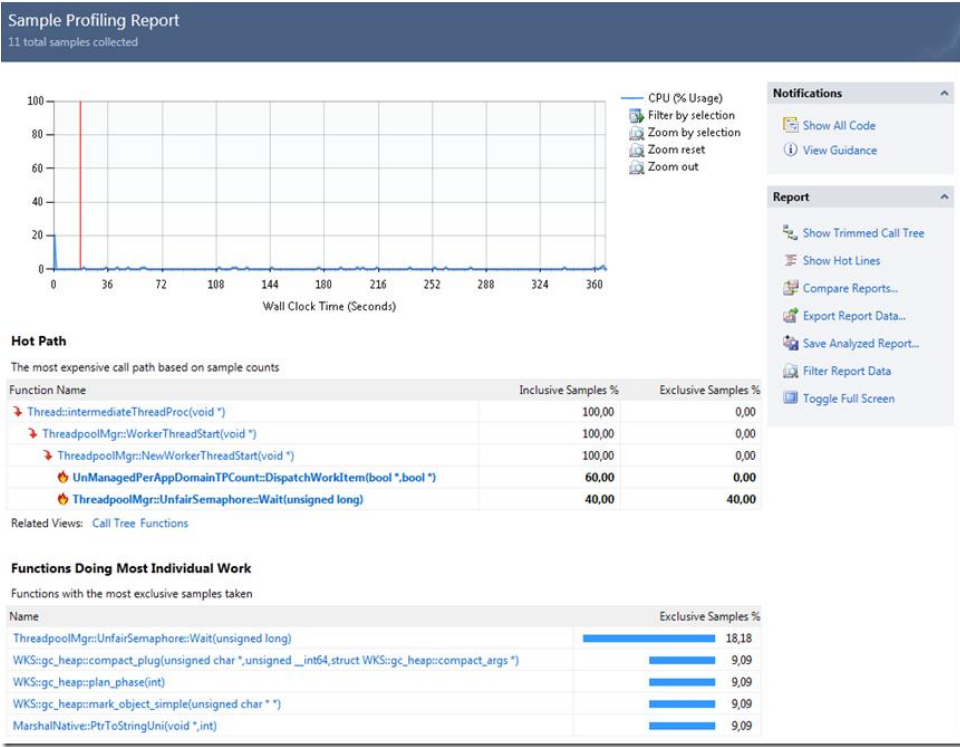 Sample Profiling Report
11 total samples collected
100
80
60
40
20
0
0 36 72 108 144 180 216 252 288 324 360
Wall Clock Time (Seconds)
CPU (% Usage)
Filter by selection
Zoom by selection
Zoom reset
Zoom out
Notifications
Show All Code
View Guidance
Report
Show Trimmed Call Tree
Show Hot Lines
Compare Reports...
Export Report Data...
Save Analyzed Report...
Filter Report Data
Toggle Full Screen
Hot Path
The most expensive call path based on sample counts
Function Name Inclusive Samples % Exclusive Samples %
Thread::intermediateThreadProc(void *) 100,00 0,00
ThreadpoolMgr::WorkerThreadStart(void *) 100,00 0,00
ThreadpoolMgr::NewWorkerThreadStart(void *) 100,00 0,00
UnManagedPerAppDomainTPCount::DispatchWorkItem(bool *,bool *) 60,00 0,00
ThreadpoolMgr::UnfairSemaphore::Wait(unsigned long) 40,00 40,00
Related Views: Call Tree Functions
Functions Doing Most Individual Work
Functions with the most exclusive samples taken
Name Exclusive Samples %
ThreadpoolMgr::UnfairSemaphore::Wait(unsigned long) 18,18
WKS::gc_heap::compact_plug(unsigned char *,unsigned __int64,struct WKS::gc_heap::compact_args *) 9,09
WKS::gc_heap::plan_phase(int) 9,09
WKS::gc_heap::mark_object_simple(unsigned char * *) 9,09
MarshalNative::PtrToStringUni(void *,int) 9,09